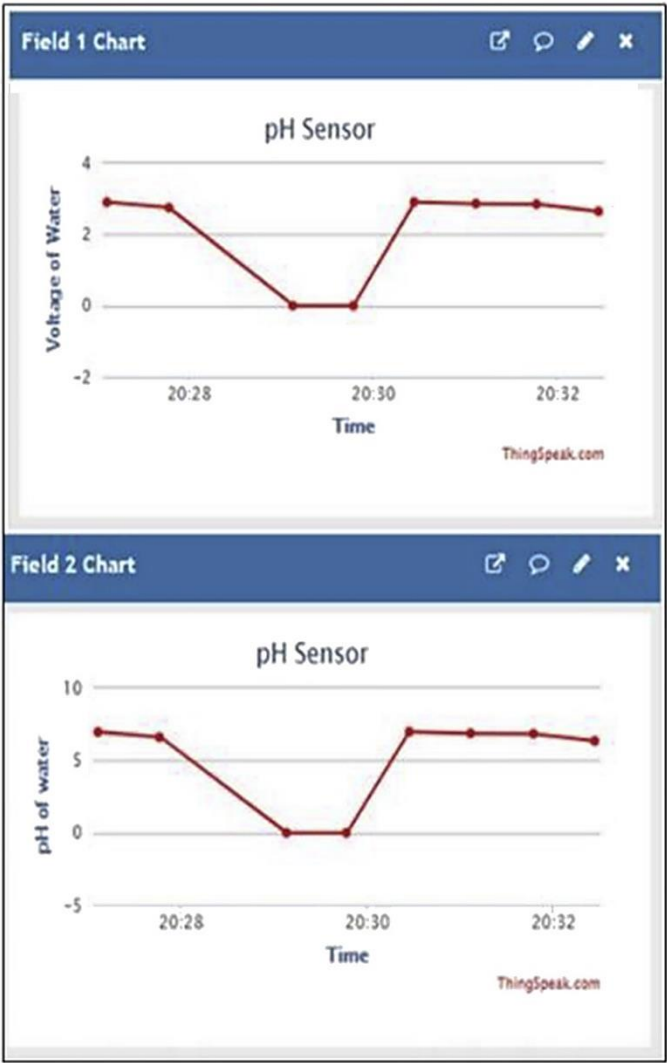 Field 1 Chart
pH Sensor
Voltage of Water
4
2
0
-2
20:28 20:30 20:32
Time
ThingSpeak.com
Field 2 Chart
pH Sensor
pH of water
10
5
0
-5
20:28 20:30 20:32
Time
ThingSpeak.com